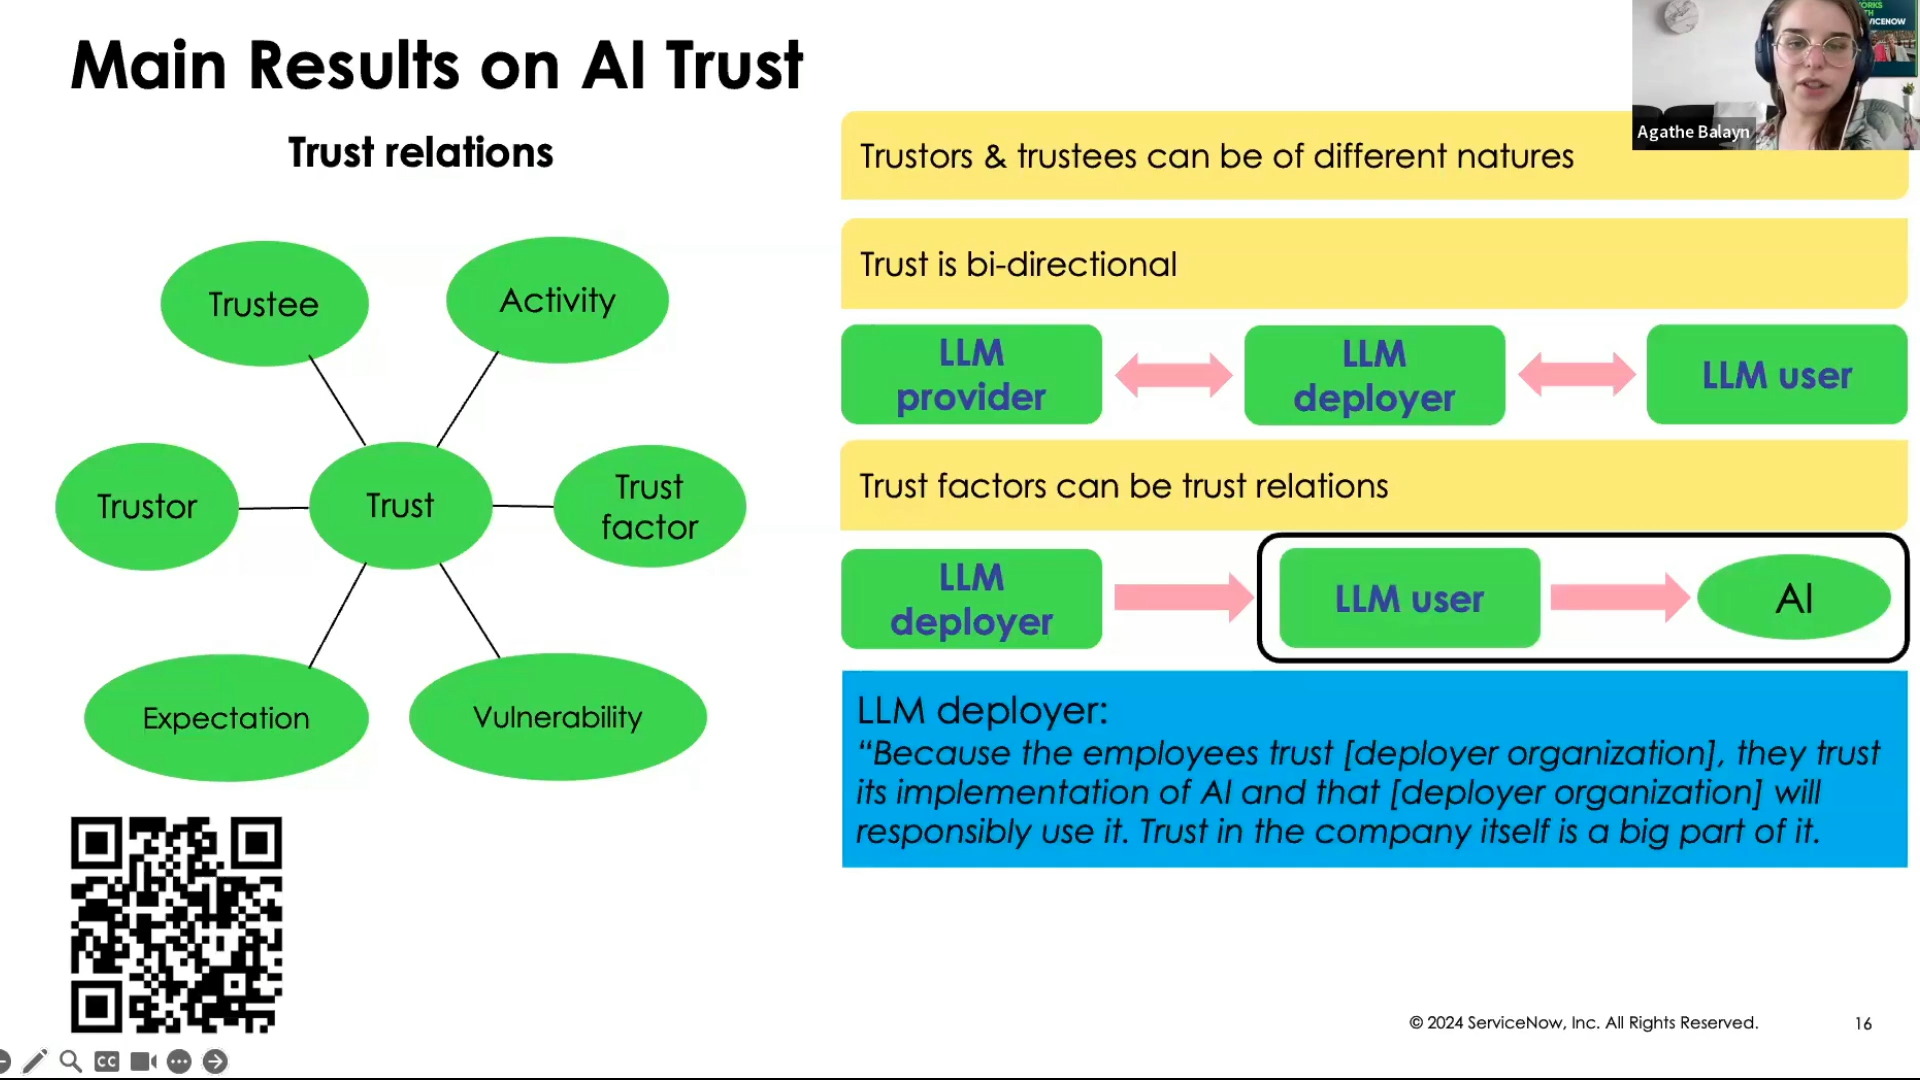 Main Results on AI Trust
Trust relations
Trustee
Activity
Trustor
Trust
Trust
factor
Expectation
Vulnerability
Trustors & trustees can be of different natures
Trust is bi-directional
LLM
provider
LLM
deployer
LLM user
Trust factors can be trust relations
LLM
deployer
LLM user
AI
LLM deployer:
“Because the employees trust [deployer organization], they trust
its implementation of AI and that [deployer organization] will
responsibly use it. Trust in the company itself is a big part of it.
© 2024 ServiceNow, Inc. All Rights Reserved.
16
Agathe Balayn
CC